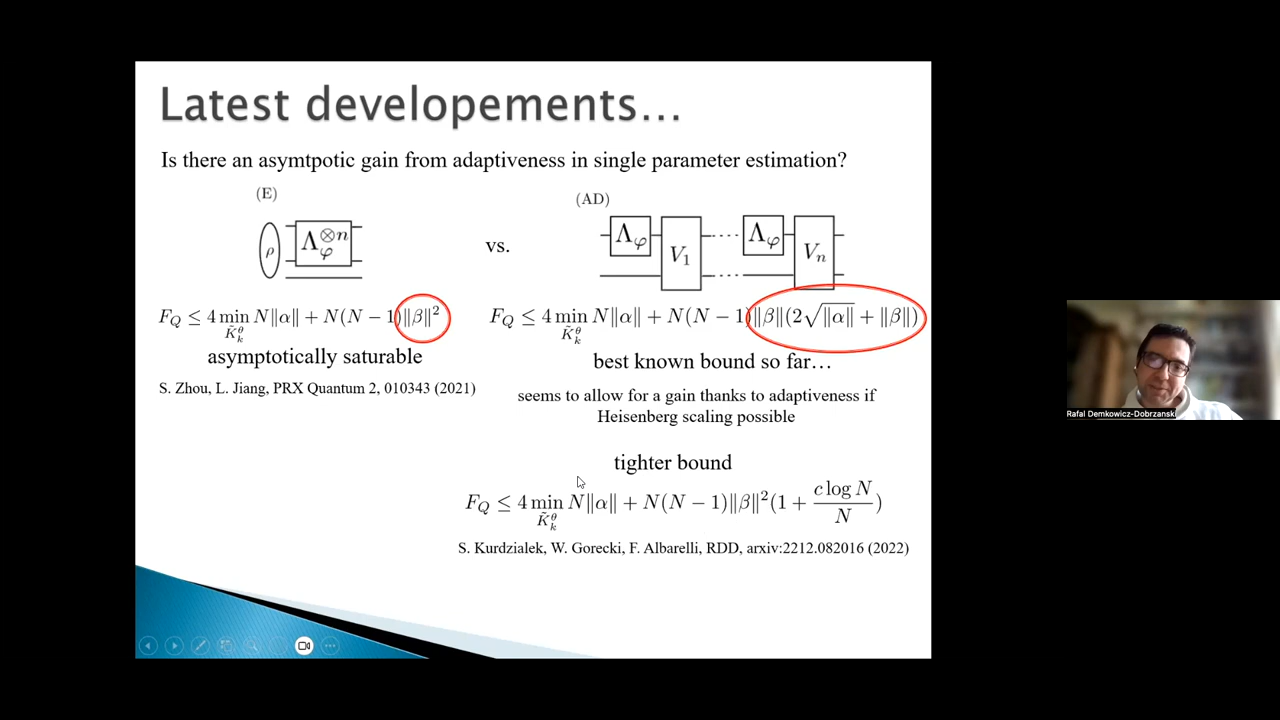 Latest developements...
Is there an asymtpotic gain from adaptiveness in single parameter estimation?
(E)
(AD)
ρ
Λ_φ^{⊗n}
vs.
Λ_φ
V_1
Λ_φ
V_n
F_Q ≤ 4 min_{K̃_k^θ} N‖α‖ + N(N − 1)‖β‖^2
F_Q ≤ 4 min_{K̃_k^θ} N‖α‖ + N(N − 1)‖β‖(2√‖α‖ + ‖β‖)
asymptotically saturable
best known bound so far...
S. Zhou, L. Jiang, PRX Quantum 2, 010343 (2021)
seems to allow for a gain thanks to adaptiveness if
Heisenberg scaling possible
tighter bound
F_Q ≤ 4 min_{K̃_k^θ} N‖α‖ + N(N − 1)‖β‖^2(1 + c log N / N)
S. Kurdzialek, W. Gorecki, F. Albarelli, RDD, arxiv:2212.082016 (2022)
Rafal Demkowicz-Dobrzanski